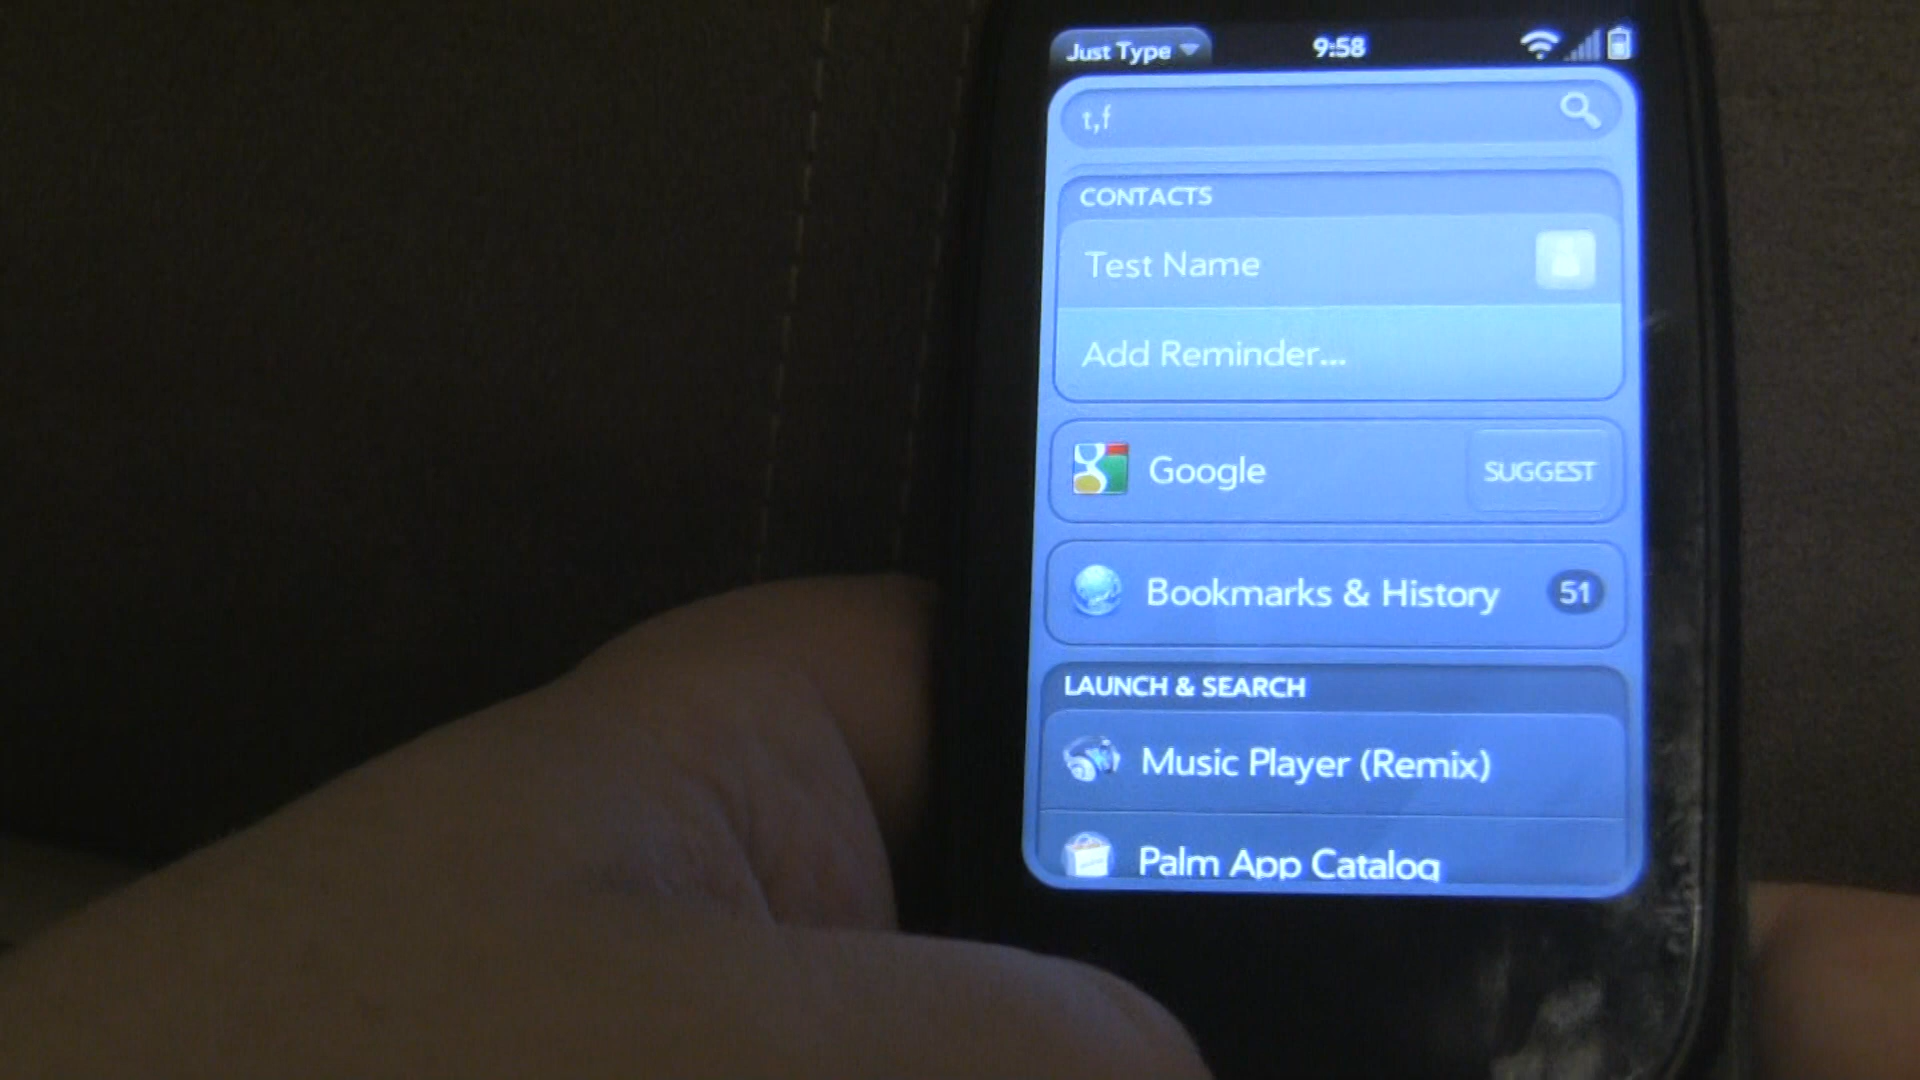 Just Type
9:58
t,f
CONTACTS
Test Name
Add Reminder...
Google
SUGGEST
Bookmarks & History
51
LAUNCH & SEARCH
Music Player (Remix)
Palm App Catalog